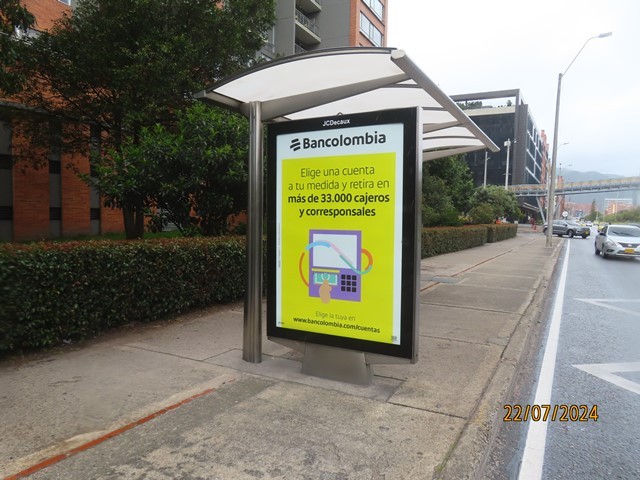 JCDecaux
Bancolombia
Elige una cuenta
a tu medida y retira en
más de 33.000 cajeros
y corresponsales
Elige la tuya en
www.bancolombia.com/cuentas
22/07/2024